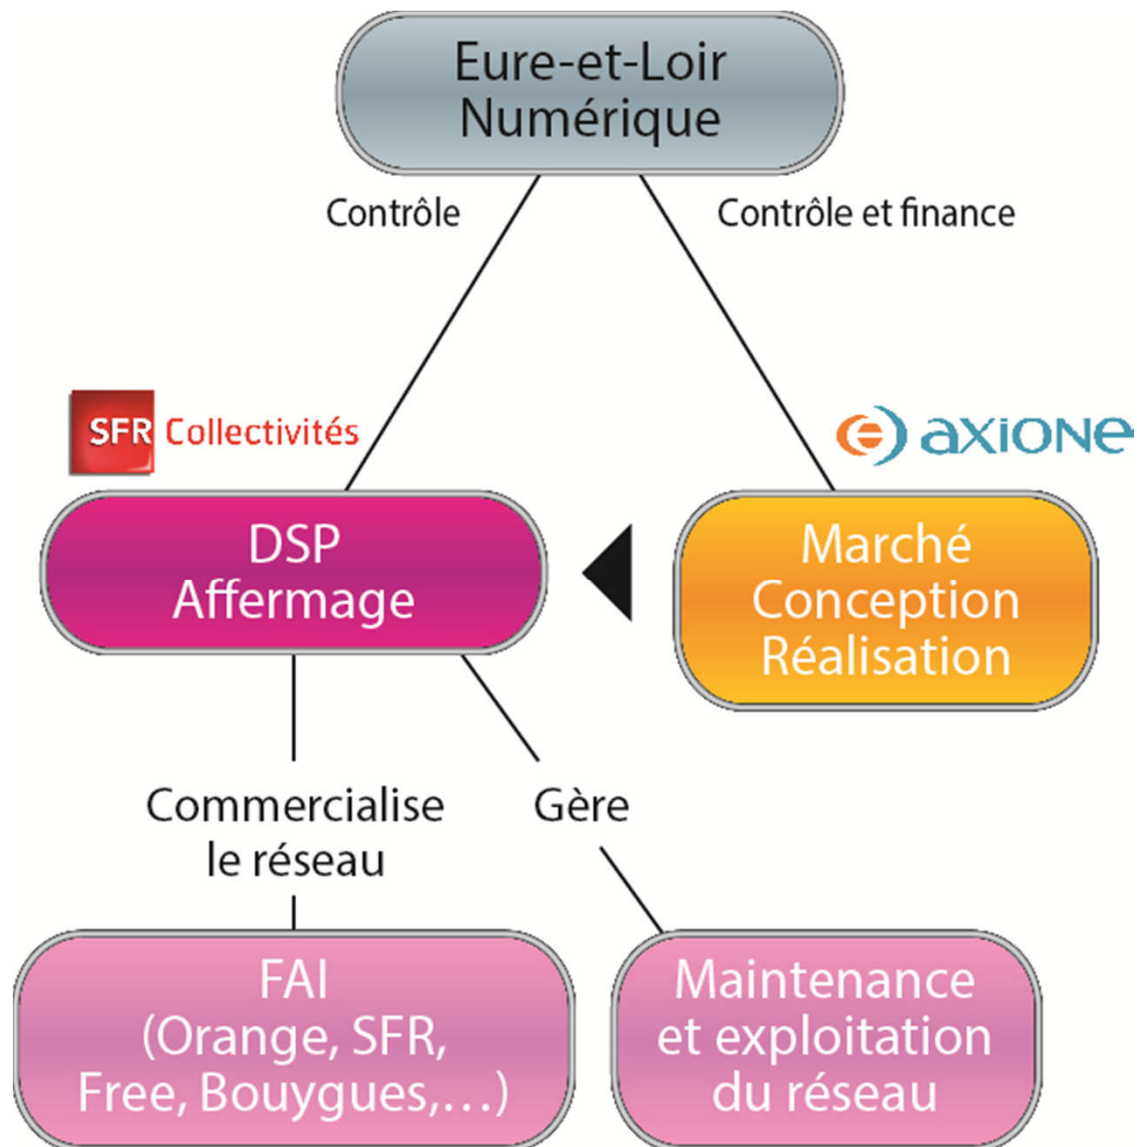 Eure-et-Loir
Numérique
Contrôle
Contrôle et finance
SFR Collectivités
axione
DSP
Affermage
Marché
Conception
Réalisation
Commercialise
le réseau
Gère
FAI
(Orange, SFR,
Free, Bouygues,...)
Maintenance
et exploitation
du réseau